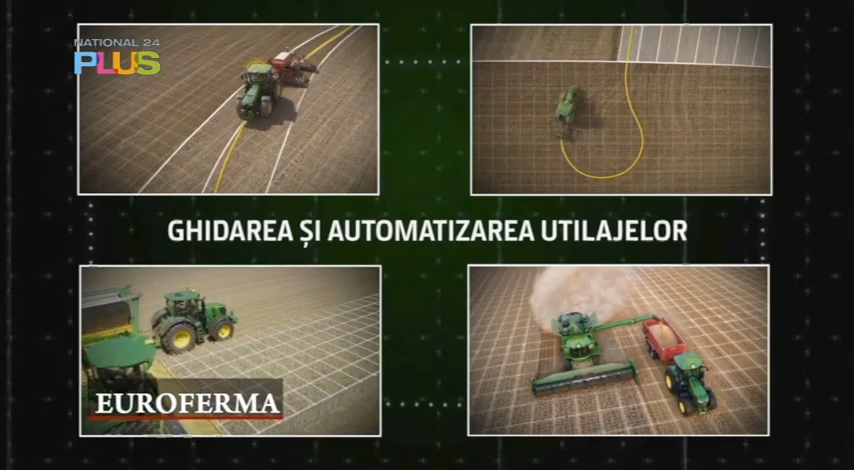 NATIONAL 24
PLUS
GHIDAREA ȘI AUTOMATIZAREA UTILAJELOR
EUROFERMA